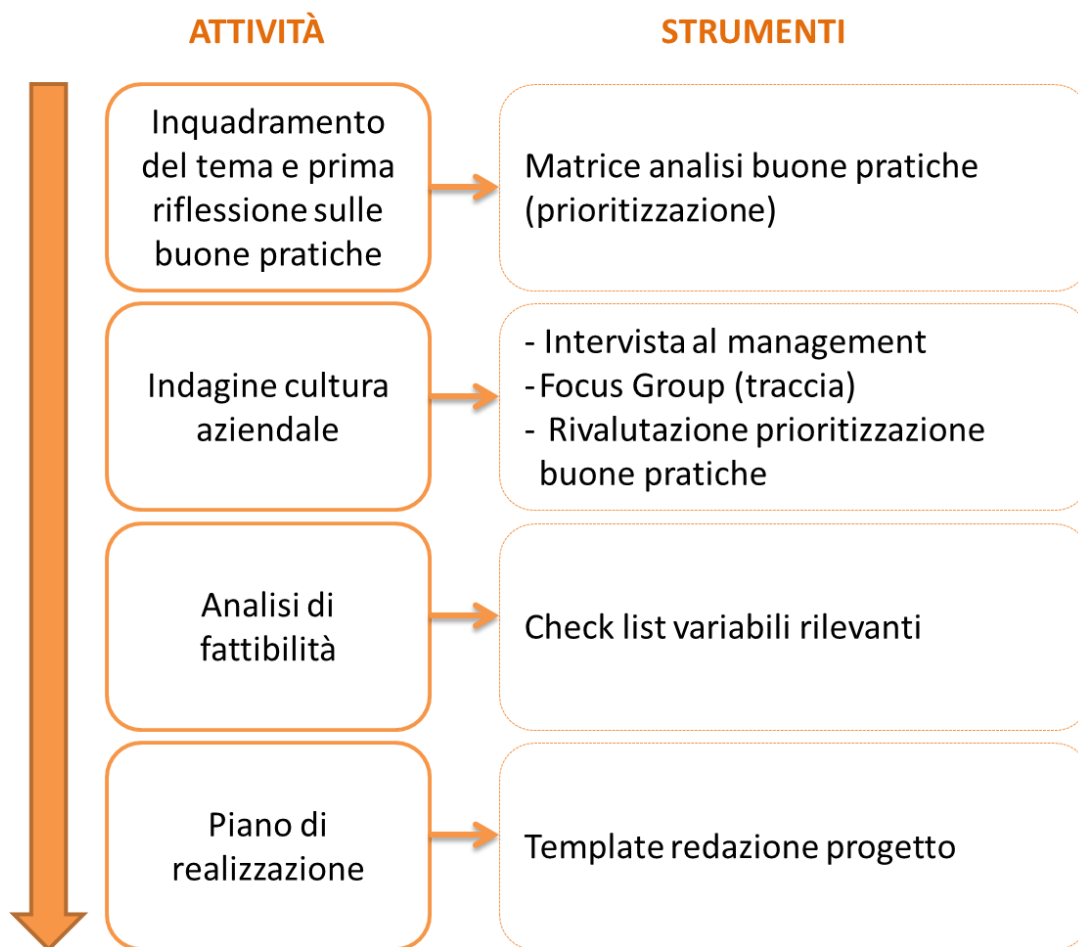 ATTIVITÀ
STRUMENTI
Inquadramento
del tema e prima
riflessione sulle
buone pratiche
Matrice analisi buone pratiche
(prioritizzazione)
Indagine cultura
aziendale
- Intervista al management
-Focus Group (traccia)
- Rivalutazione prioritizzazione
buone pratiche
Analisi di
fattibilità
Check list variabili rilevanti
Piano di
realizzazione
Template redazione progetto